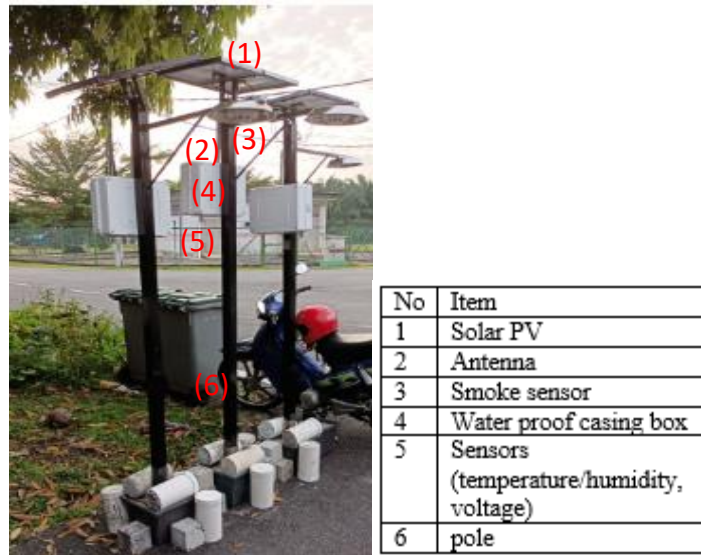 (1)
(2)
(3)
(4)
(5)
(6)
No Item
1 Solar PV
2 Antenna
3 Smoke sensor
4 Water proof casing box
5 Sensors
(temperature/humidity,
voltage)
6 pole